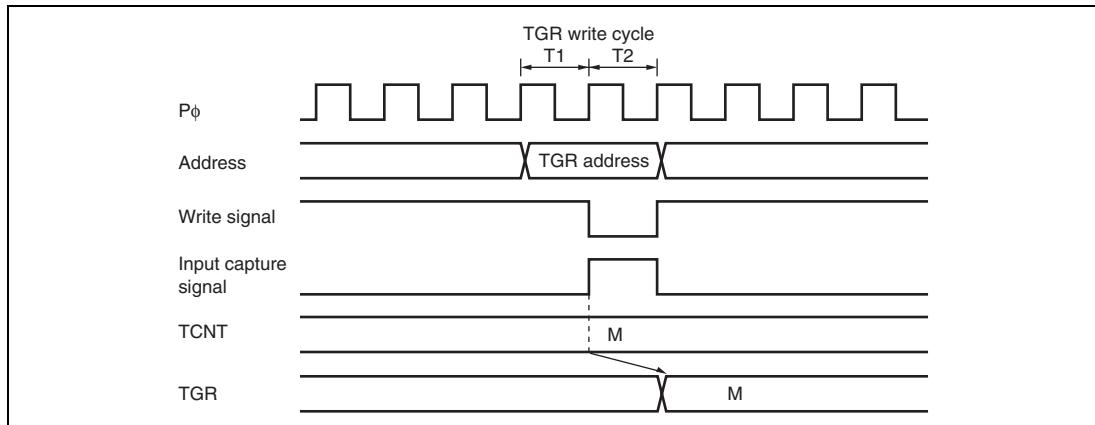 TGR write cycle
T1 T2
Pϕ
Address
TGR address
Write signal
Input capture
signal
TCNT
M
TGR
M